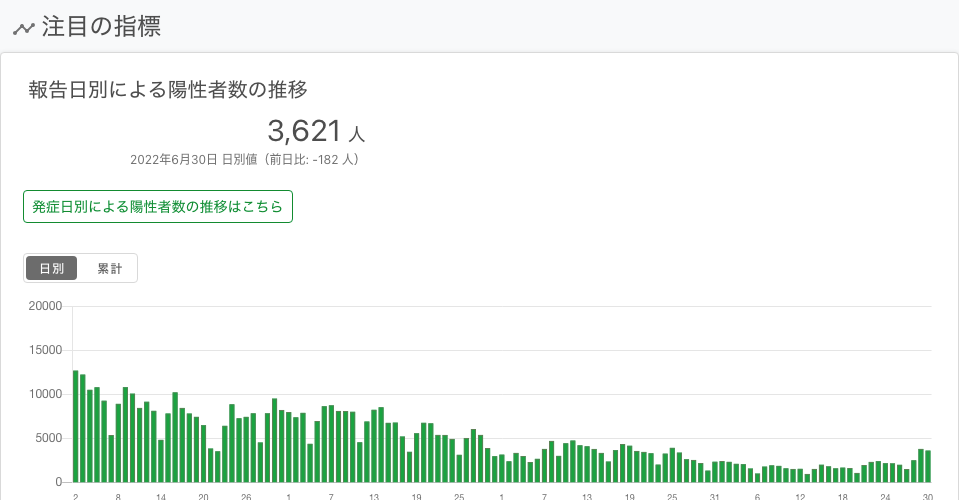 注目の指標
報告日別による陽性者数の推移
3,621 人
2022年6月30日 日別値（前日比: -182 人）
発症日別による陽性者数の推移はこちら
日別 累計
20000
15000
10000
5000
0
2 8 14 20 26 1 7 13 19 25 1 7 13 19 25 31 6 12 18 24 30